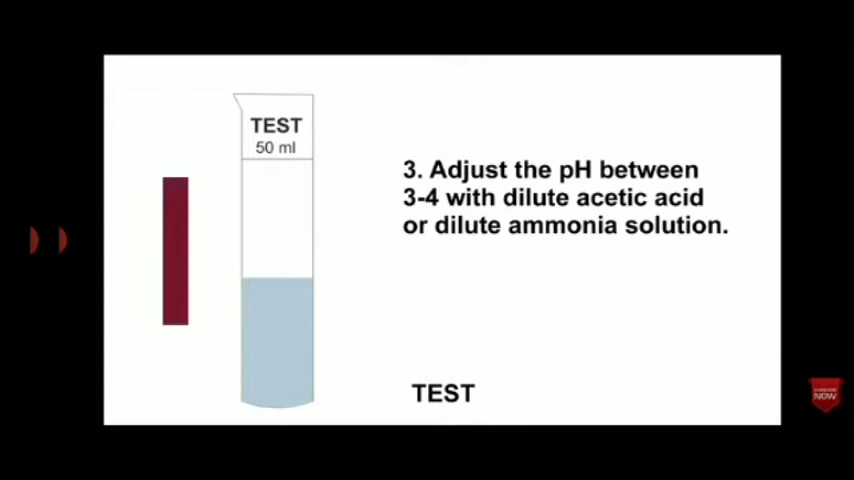 TEST
50 ml
3. Adjust the pH between
3-4 with dilute acetic acid
or dilute ammonia solution.
TEST
NOW